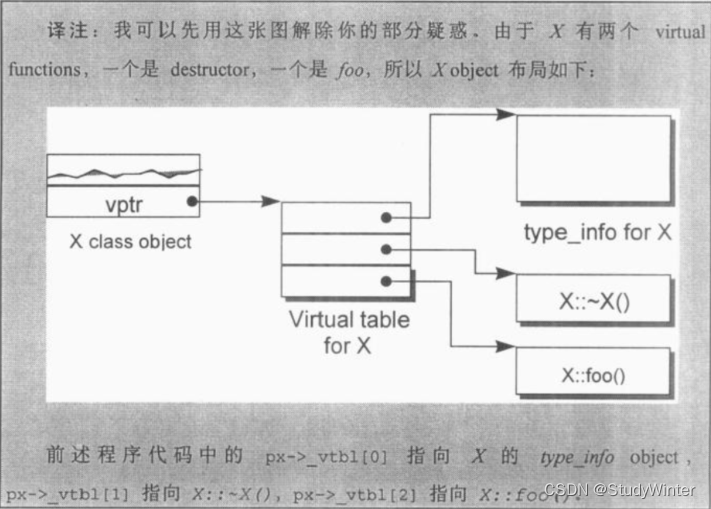 译注：我可以先用这张图解除你的部分疑惑。由于 X 有两个 virtual
functions，一个是 destructor，一个是 foo，所以 X object 布局如下：
vptr
X class object
Virtual table
for X
type_info for X
X::~X()
X::foo()
前述程序代码中的 px->_vtbl[0] 指向 X 的 type_info object，
px->_vtbl[1] 指向 X::~X()，px->_vtbl[2] 指向 X::foo()．
CSDN @StudyWinter